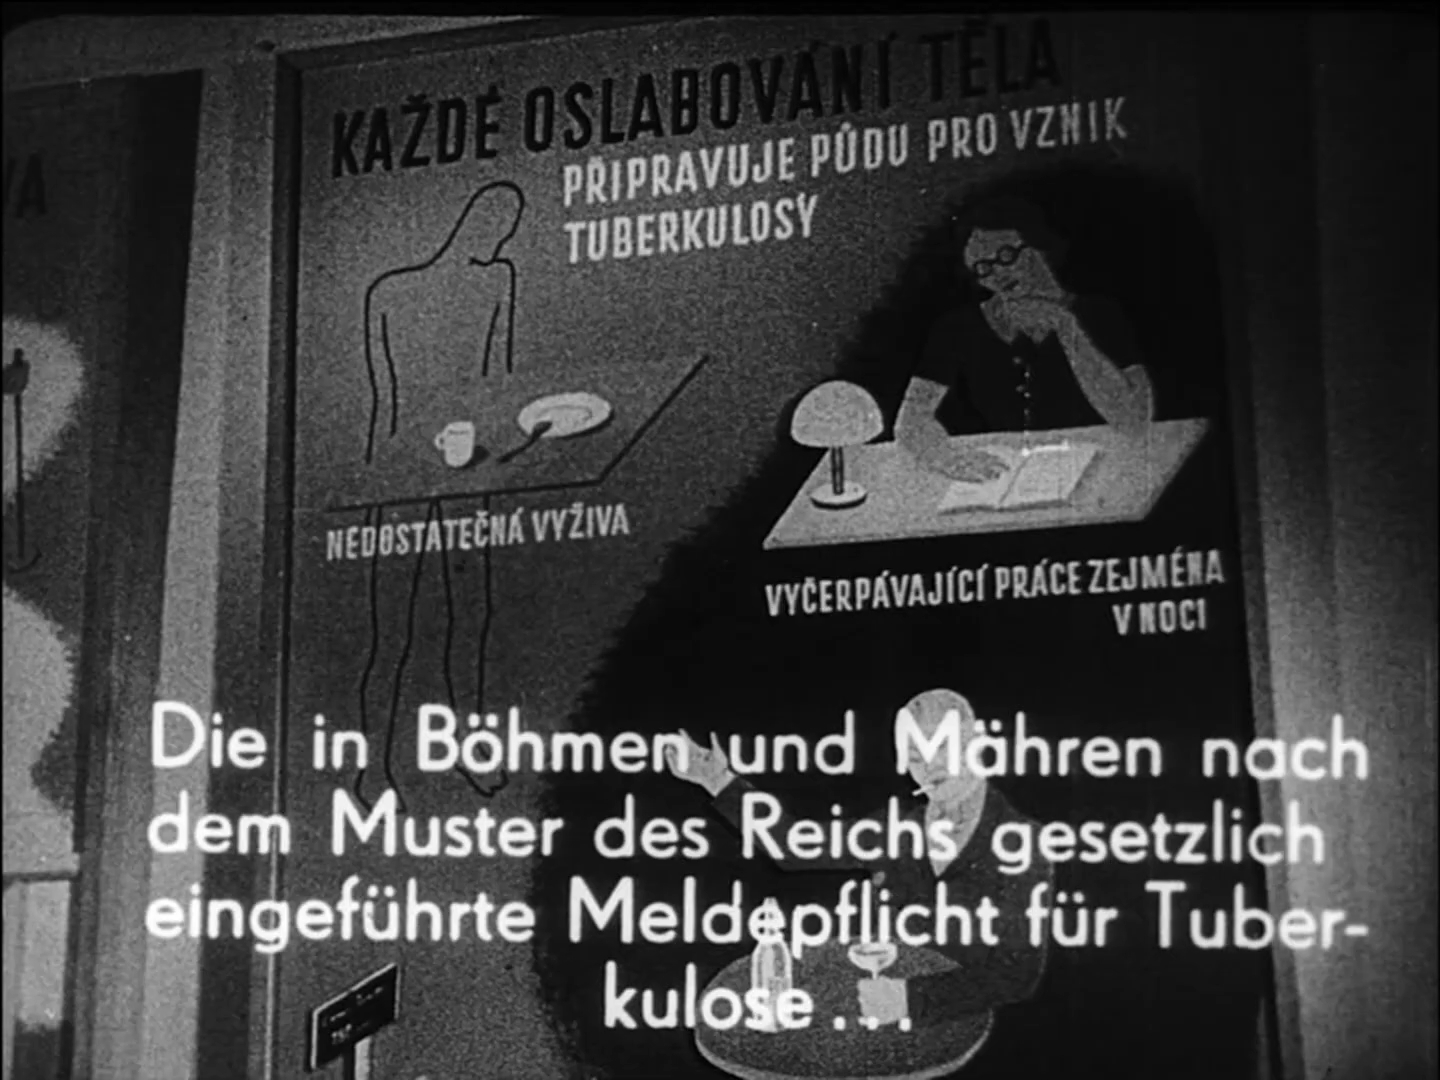 KAŽDÉ OSLABOVÁNÍ TĚLA
PŘIPRAVUJE PŮDU PRO VZNIK
TUBERKULOSY
NEDOSTATEČNÁ VYŽIVA
VYČERPÁVAJÍCÍ PRÁCE ZEJMÉNA
V NOCI
Die in Böhmen und Mähren nach
dem Muster des Reichs gesetzlich
eingeführte Meldepflicht für Tuber-
kulose...